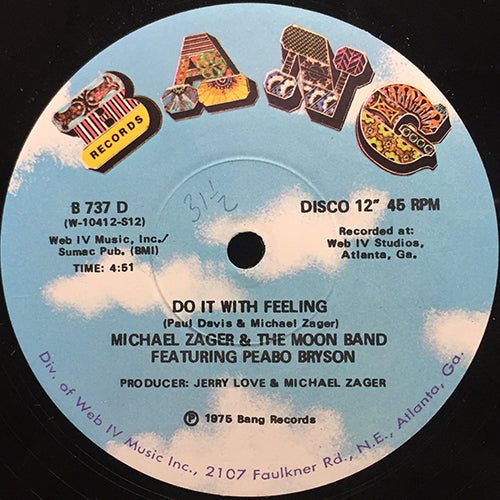 BANG
RECORDS
B 737 D
(W-10412-S12)
Web IV Music, Inc./
Sumac Pub. (BMI)
TIME: 4:51
31 1/2
DISCO 12" 45 RPM
Recorded at:
Web IV Studios,
Atlanta, Ga.
DO IT WITH FEELING
(Paul Davis & Michael Zager)
MICHAEL ZAGER & THE MOON BAND
FEATURING PEABO BRYSON
PRODUCER: JERRY LOVE & MICHAEL ZAGER
℗ 1975 Bang Records
Div. of Web IV Music Inc., 2107 Faulkner Rd., N.E., Atlanta, Ga.